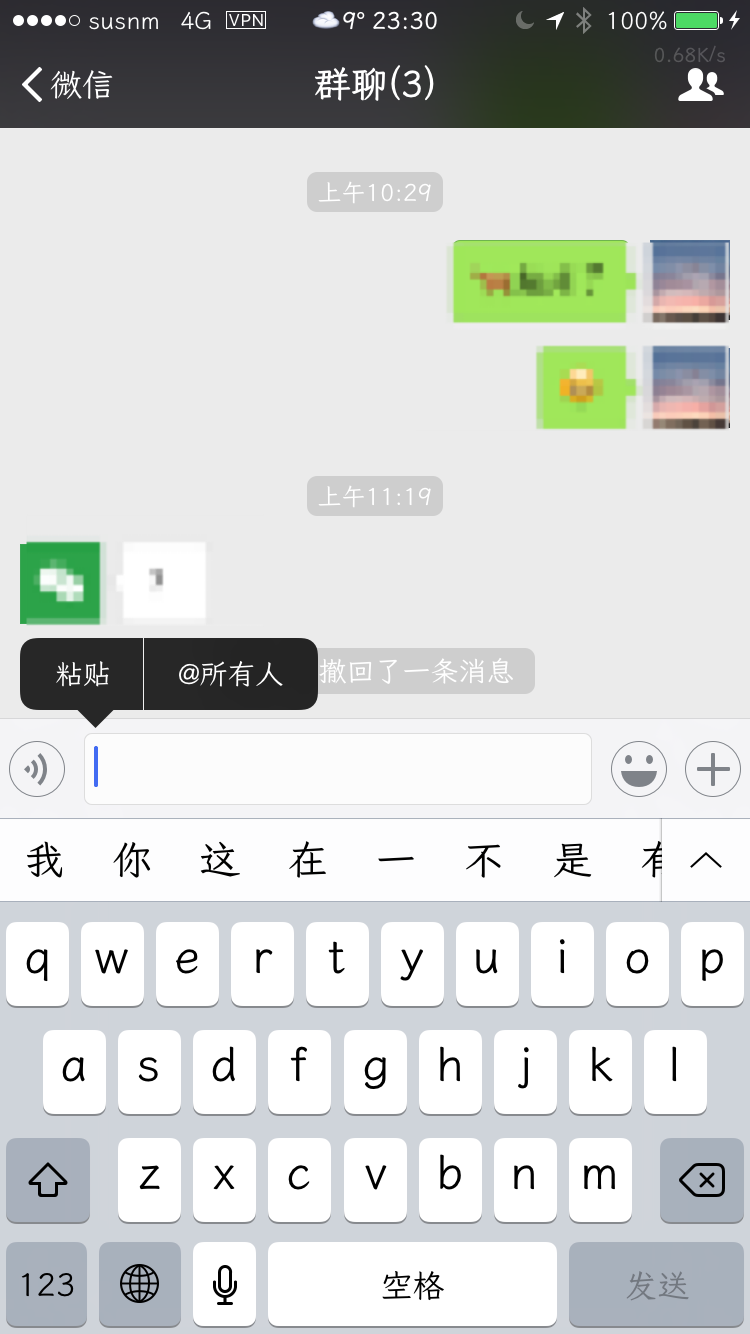 susnm 4G VPN 9° 23:30 100%
0.68K/s
微信 群聊(3)
上午10:29
上午11:19
撤回了一条消息
粘贴 @所有人
我 你 这 在 一 不 是 有
q w e r t y u i o p
a s d f g h j k l
z x c v b n m
123 空格 发送